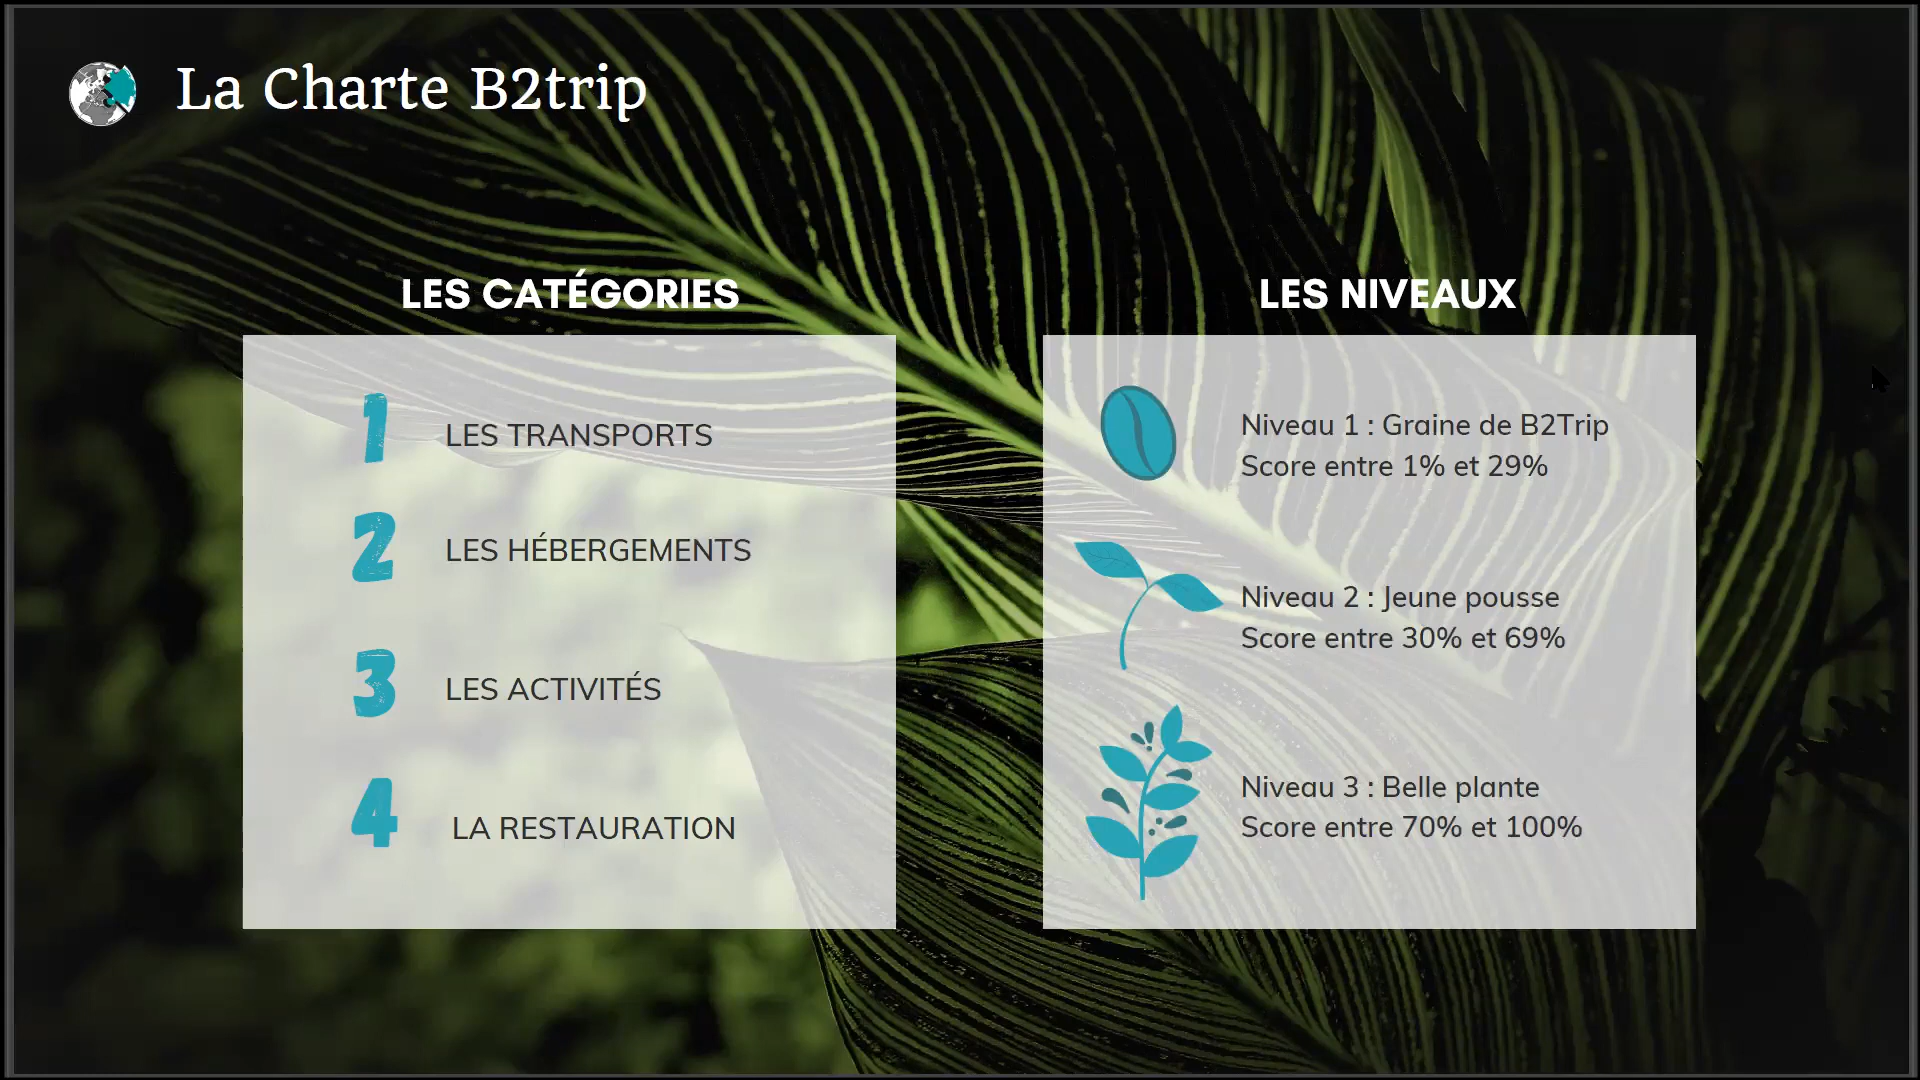 La Charte B2trip
LES CATÉGORIES
1 LES TRANSPORTS
2 LES HÉBERGEMENTS
3 LES ACTIVITÉS
4 LA RESTAURATION
LES NIVEAUX
Niveau 1 : Graine de B2Trip
Score entre 1% et 29%
Niveau 2 : Jeune pousse
Score entre 30% et 69%
Niveau 3 : Belle plante
Score entre 70% et 100%